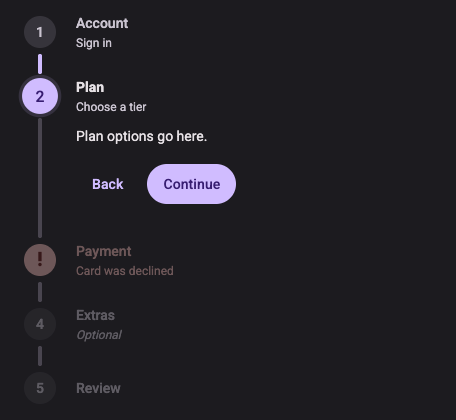 1
Account
Sign in
2
Plan
Choose a tier
Plan options go here.
Back
Continue
!
Payment
Card was declined
4
Extras
Optional
5
Review